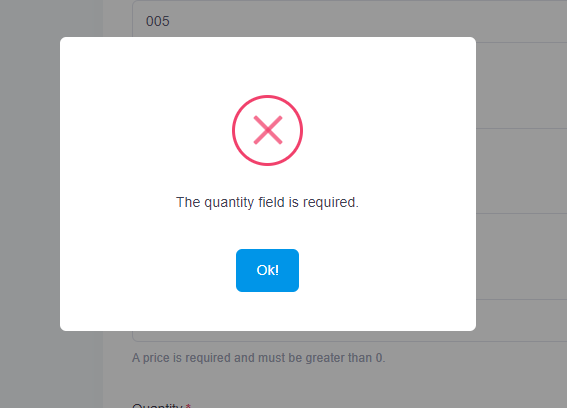 005
The quantity field is required.
Ok!
A price is required and must be greater than 0.
Quantity *